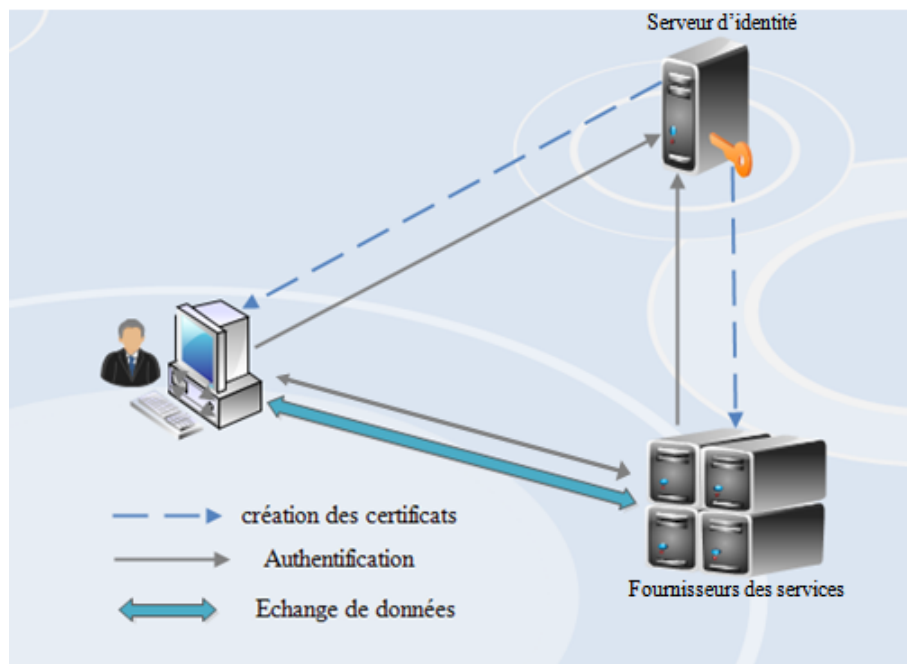 Serveur d'identité
création des certificats
Authentification
Echange de données
Fournisseurs des services